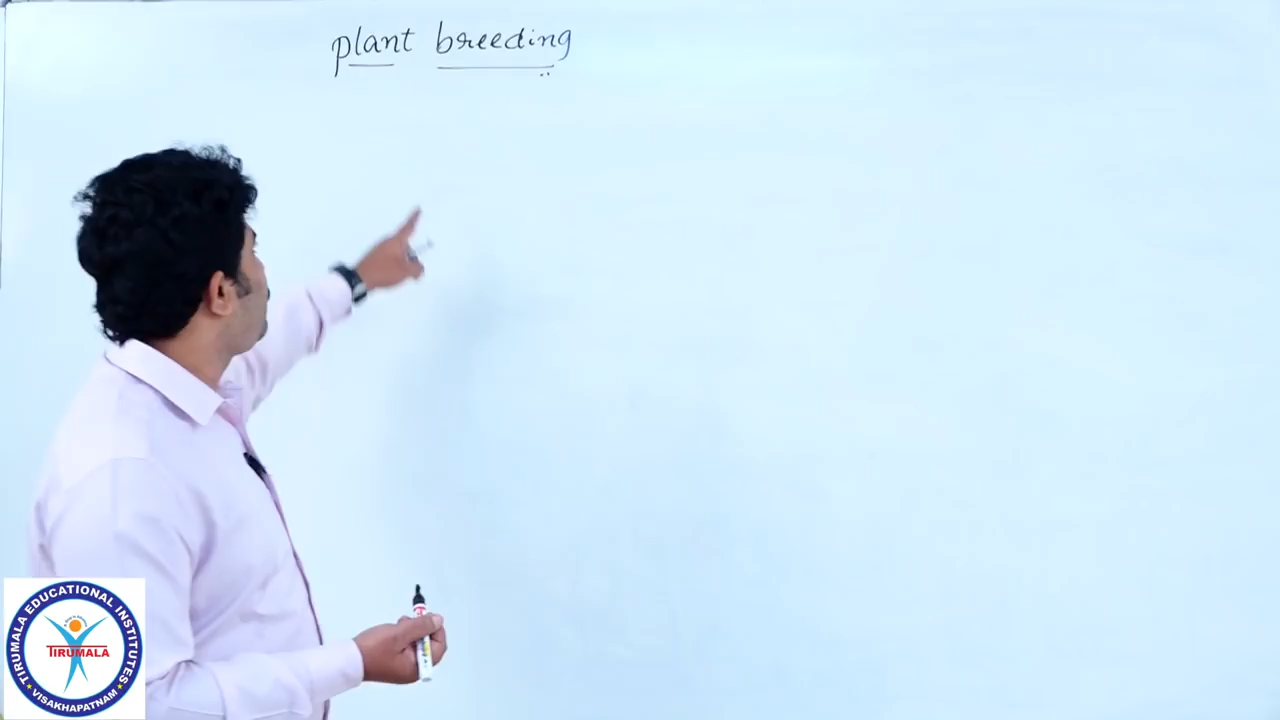 plant breeding
TIRUMALA EDUCATIONAL INSTITUTES
TIRUMALA
VISAKHAPATNAM